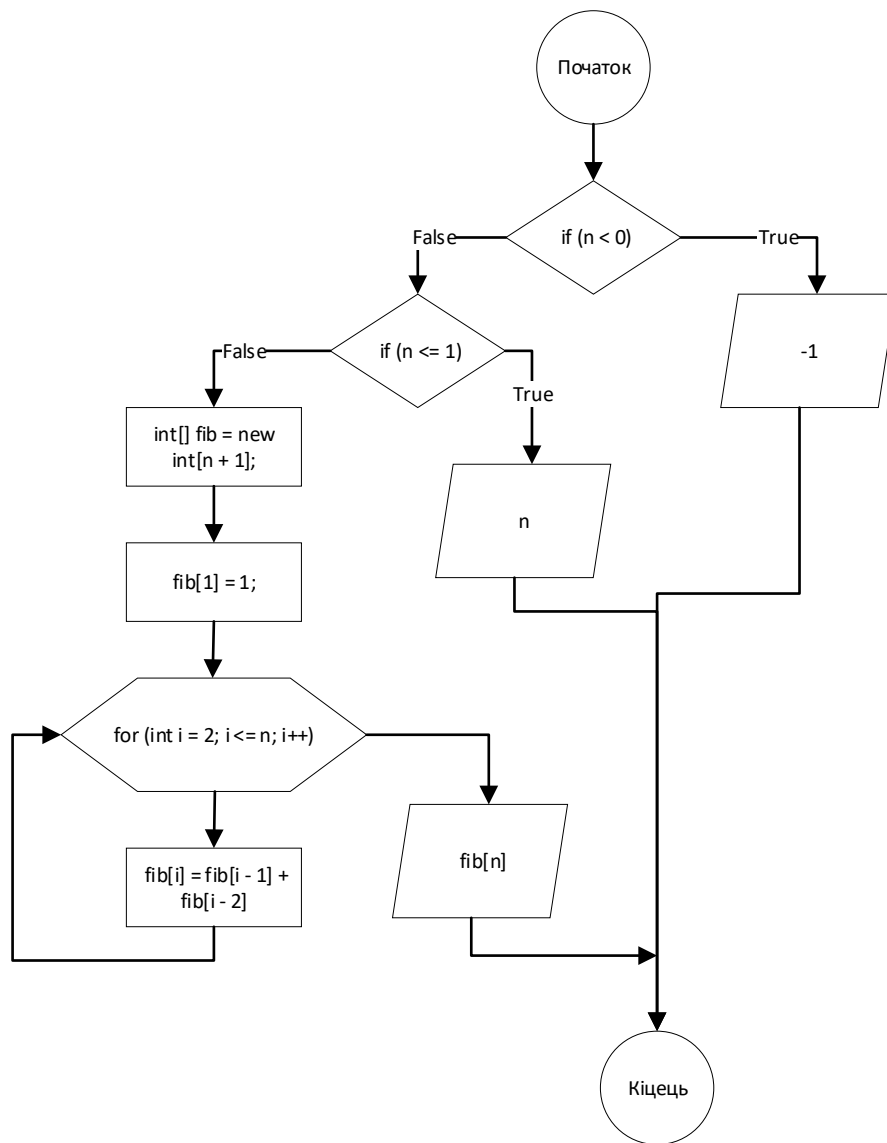 Початок
if (n < 0)
False
True
if (n <= 1)
-1
False
True
int[] fib = new
int[n + 1];
n
fib[1] = 1;
for (int i = 2; i <= n; i++)
fib[n]
fib[i] = fib[i - 1] +
fib[i - 2]
Кіцець